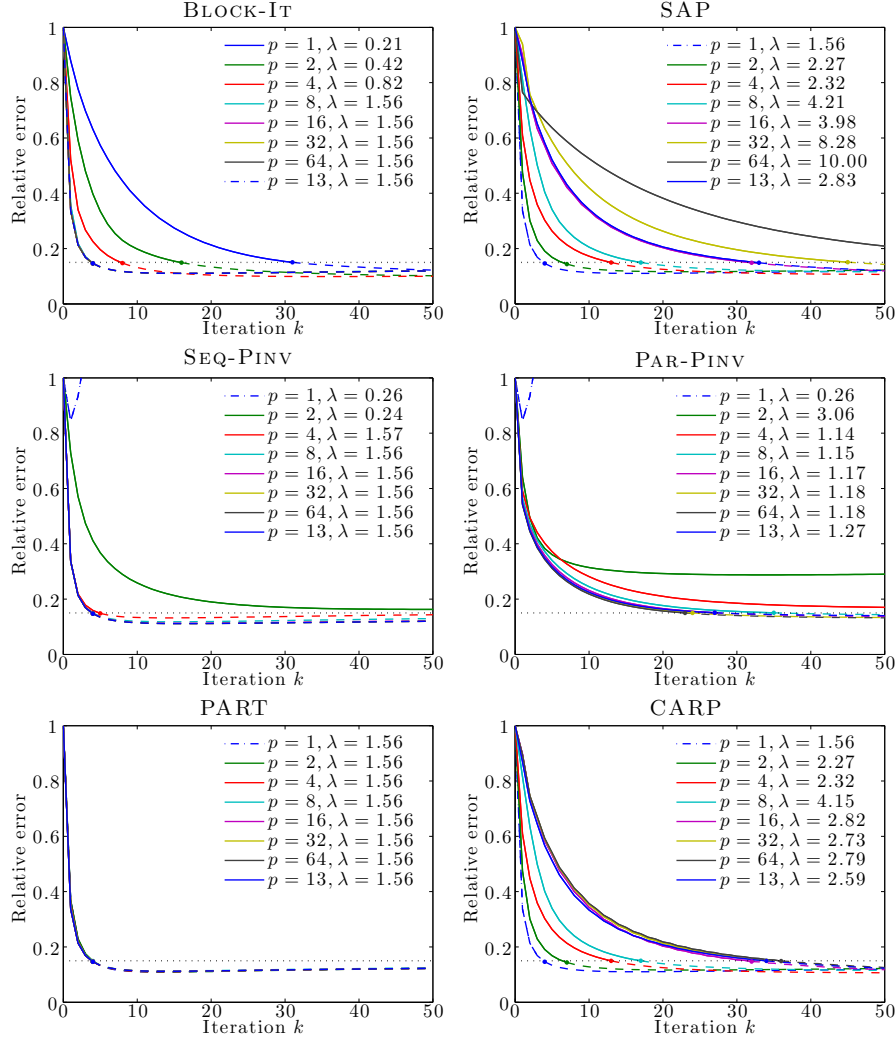 BLOCK-IT
Relative error
1
0.8
0.6
0.4
0.2
0
p = 1, λ = 0.21
p = 2, λ = 0.42
p = 4, λ = 0.82
p = 8, λ = 1.56
p = 16, λ = 1.56
p = 32, λ = 1.56
p = 64, λ = 1.56
p = 13, λ = 1.56
0 10 20 30 40 50
Iteration k
SAP
Relative error
1
0.8
0.6
0.4
0.2
0
p = 1, λ = 1.56
p = 2, λ = 2.27
p = 4, λ = 2.32
p = 8, λ = 4.21
p = 16, λ = 3.98
p = 32, λ = 8.28
p = 64, λ = 10.00
p = 13, λ = 2.83
0 10 20 30 40 50
Iteration k
SEQ-PINV
Relative error
1
0.8
0.6
0.4
0.2
0
p = 1, λ = 0.26
p = 2, λ = 0.24
p = 4, λ = 1.57
p = 8, λ = 1.56
p = 16, λ = 1.56
p = 32, λ = 1.56
p = 64, λ = 1.56
p = 13, λ = 1.56
0 10 20 30 40 50
Iteration k
PAR-PINV
Relative error
1
0.8
0.6
0.4
0.2
0
p = 1, λ = 0.26
p = 2, λ = 3.06
p = 4, λ = 1.14
p = 8, λ = 1.15
p = 16, λ = 1.17
p = 32, λ = 1.18
p = 64, λ = 1.18
p = 13, λ = 1.27
0 10 20 30 40 50
Iteration k
PART
Relative error
1
0.8
0.6
0.4
0.2
0
p = 1, λ = 1.56
p = 2, λ = 1.56
p = 4, λ = 1.56
p = 8, λ = 1.56
p = 16, λ = 1.56
p = 32, λ = 1.56
p = 64, λ = 1.56
p = 13, λ = 1.56
0 10 20 30 40 50
Iteration k
CARP
Relative error
1
0.8
0.6
0.4
0.2
0
p = 1, λ = 1.56
p = 2, λ = 2.27
p = 4, λ = 2.32
p = 8, λ = 4.15
p = 16, λ = 2.82
p = 32, λ = 2.73
p = 64, λ = 2.79
p = 13, λ = 2.59
0 10 20 30 40 50
Iteration k